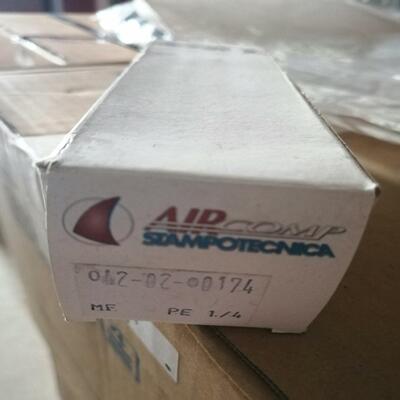 AIRCOMP
STAMPOTECNICA
042-02-00174
MF PE 1/4